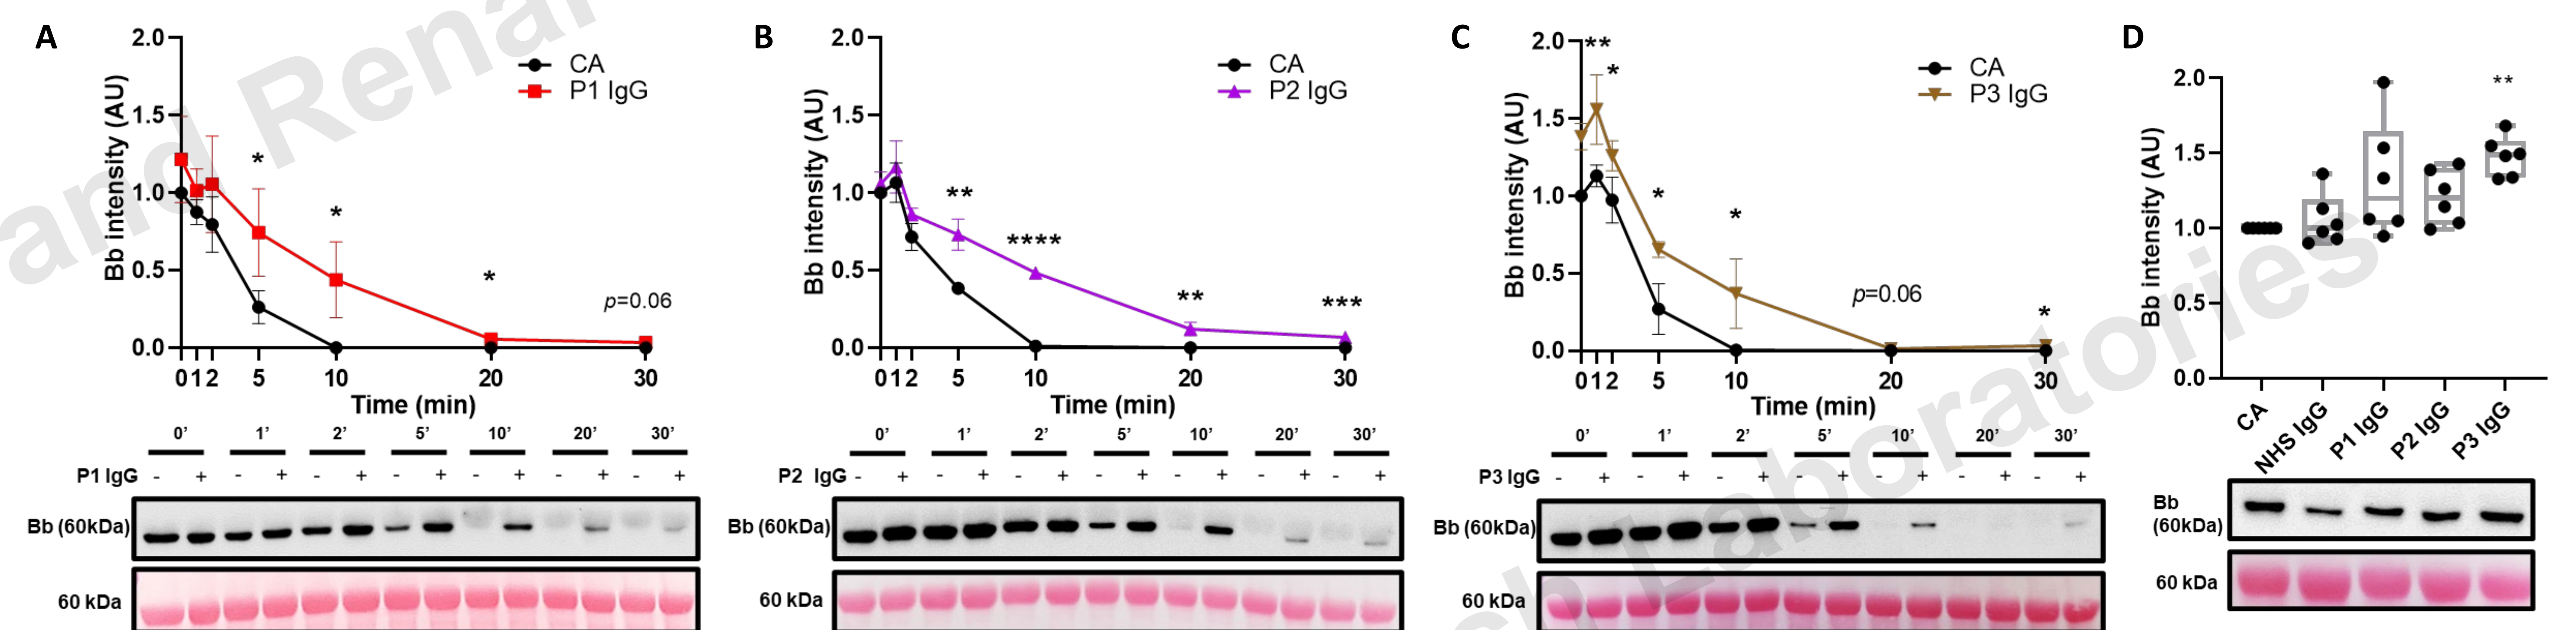 A
2.0
1.5
1.0
0.5
0.0
Bb intensity (AU)
CA
P1 IgG
*
*
*
p=0.06
0 1 2 5 10 20 30
Time (min)
0’ 1’ 2’ 5’ 10’ 20’ 30’
P1 IgG - + - + - + - + - + - + - +
Bb (60kDa)
60 kDa
B
2.0
1.5
1.0
0.5
0.0
Bb intensity (AU)
CA
P2 IgG
**
****
**
***
0 1 2 5 10 20 30
Time (min)
0’ 1’ 2’ 5’ 10’ 20’ 30’
P2 IgG - + - + - + - + - + - + - +
Bb (60kDa)
60 kDa
C
2.0
1.5
1.0
0.5
0.0
Bb intensity (AU)
CA
P3 IgG
**
*
*
*
p=0.06
*
0 1 2 5 10 20 30
Time (min)
0’ 1’ 2’ 5’ 10’ 20’ 30’
P3 IgG - + - + - + - + - + - + - +
Bb (60kDa)
60 kDa
D
2.0
1.5
1.0
0.5
0.0
Bb intensity (AU)
**
CA
NHS IgG
P1 IgG
P2 IgG
P3 IgG
Bb
(60kDa)
60 kDa
and Renal
Laboratories